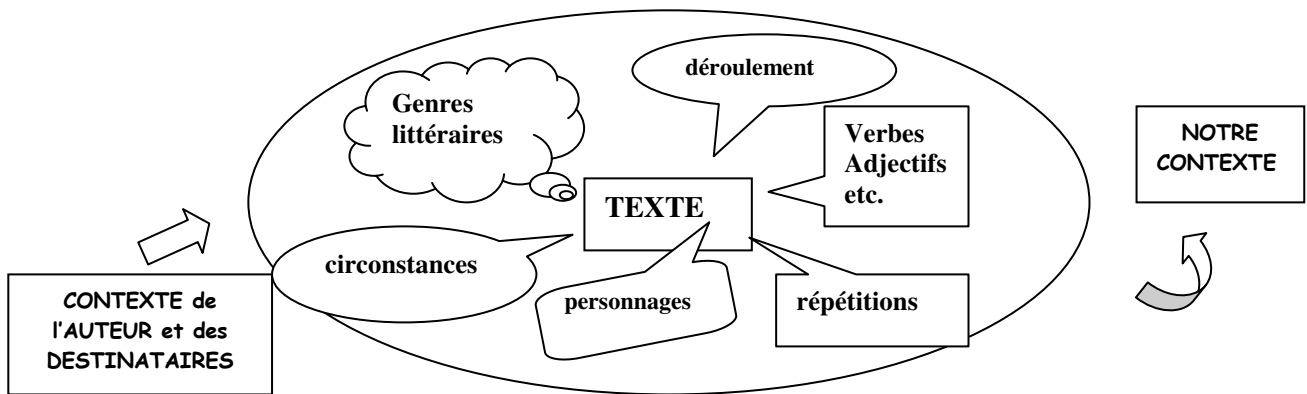 déroulement
Genres
littéraires
Verbes
Adjectifs
etc.
NOTRE
CONTEXTE
TEXTE
circonstances
personnages
répétitions
CONTEXTE de
l'AUTEUR et des
DESTINATAIRES